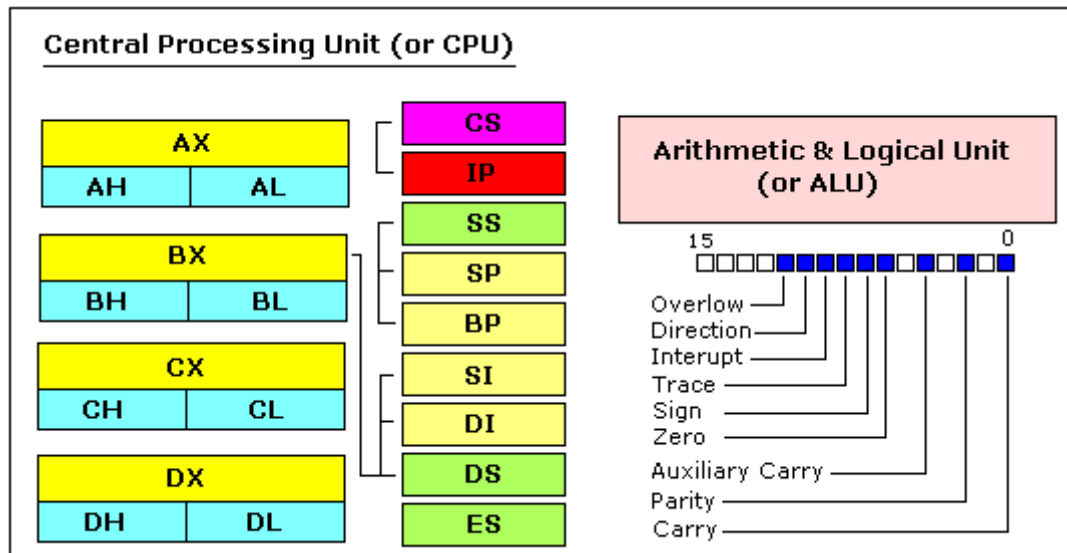 Central Processing Unit (or CPU)
AX
AH AL
BX
BH BL
CX
CH CL
DX
DH DL
CS
IP
SS
SP
BP
SI
DI
DS
ES
Arithmetic & Logical Unit
(or ALU)
15 0
Overlow
Direction
Interupt
Trace
Sign
Zero
Auxiliary Carry
Parity
Carry